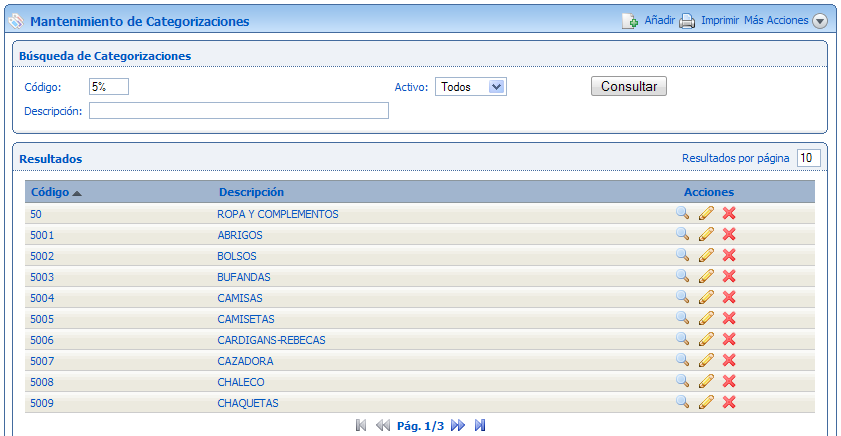 Mantenimiento de Categorizaciones Añadir Imprimir Más Acciones
Búsqueda de Categorizaciones
Código: 5% Activo: Todos Consultar
Descripción:
Resultados Resultados por página 10
Código Descripción Acciones
50 ROPA Y COMPLEMENTOS
5001 ABRIGOS
5002 BOLSOS
5003 BUFANDAS
5004 CAMISAS
5005 CAMISETAS
5006 CARDIGANS-REBECAS
5007 CAZADORA
5008 CHALECO
5009 CHAQUETAS
Pág. 1/3